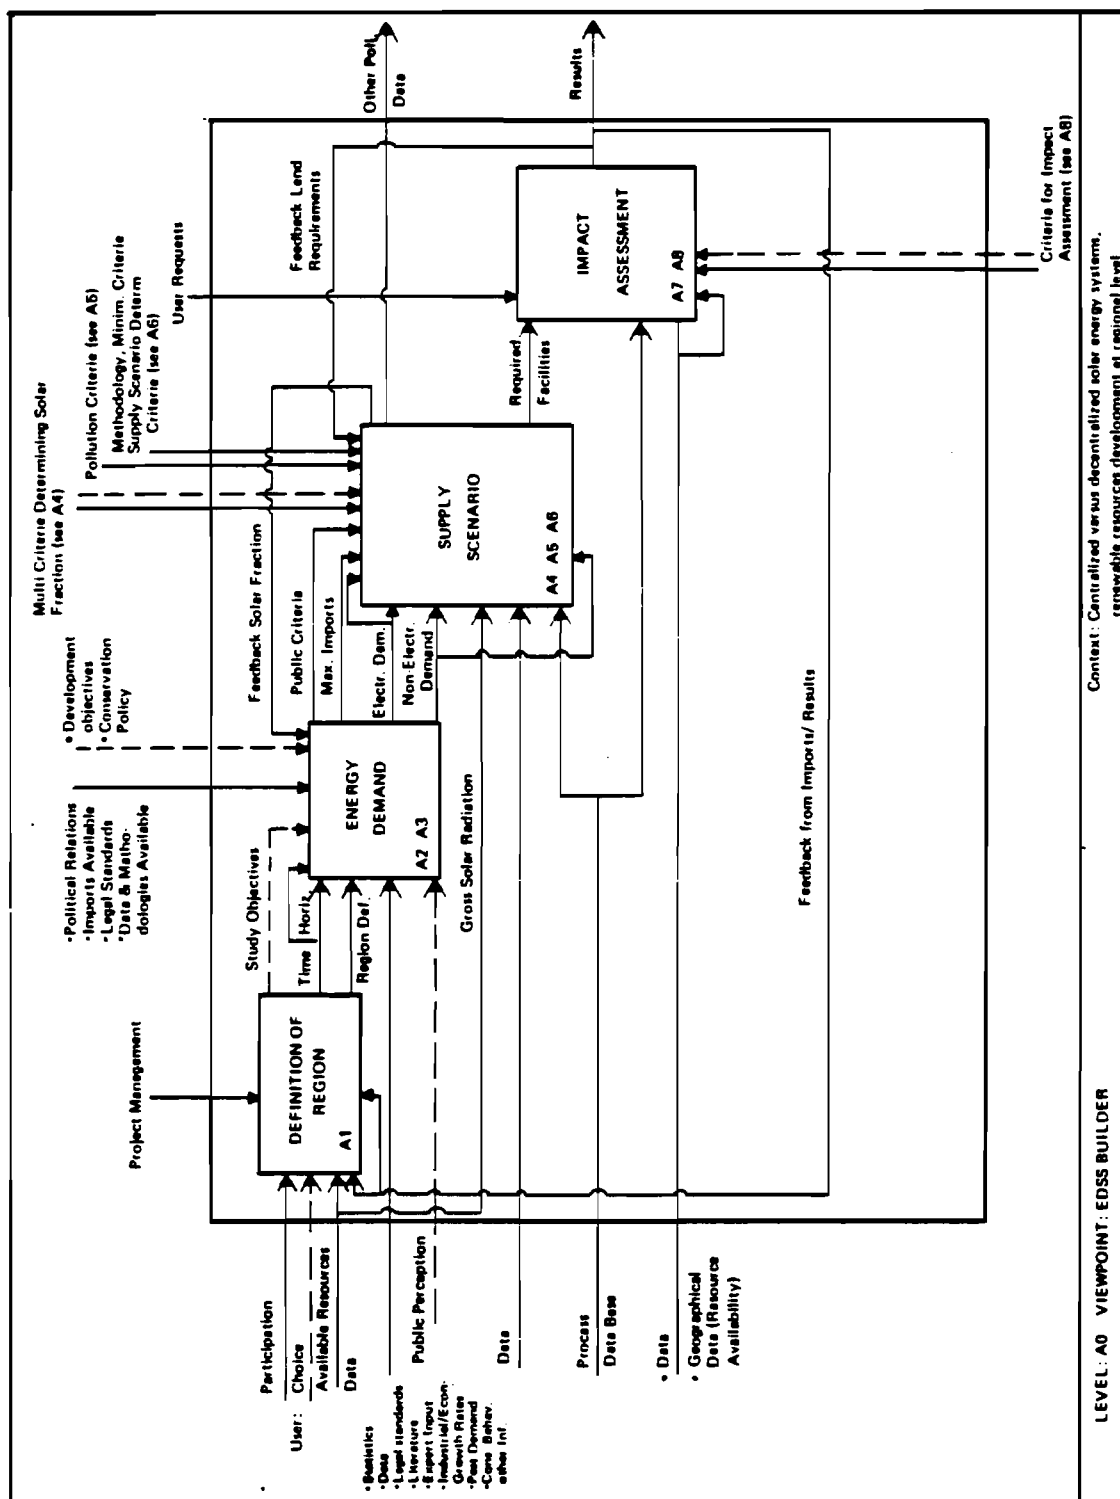 Other Poll.
Data
Results
Project Management
• Political Relations
• Imports Available
• Legal Standards
• Data & Metho-
dologies Available
• Development
objectives
• Conservation
Policy
Multi Criteria Determining Solar
Fraction (see A4)
Pollution Criteria (see A5)
Methodology, Minim. Criteria
Supply Scenario Determ
Criteria (see A6)
User Requests
Feedback Land
Requirements
Feedback Solar Fraction
Study Objectives
Time Horiz.
Region Def.
Public Criteria
Max. Imports
Electr. Dem.
Non-Electr.
Demand
Required
Facilities
DEFINITION OF
REGION
A1
ENERGY
DEMAND
A2 A3
SUPPLY
SCENARIO
A4 A5 A6
IMPACT
ASSESSMENT
A7 A8
Gross Solar Radiation
Feedback from Imports/ Results
Criteria for Impact
Assessment (see A8)
Participation
User: Choice
Available Resources
Data
• Statistics
• Data
• Legal standards
• Literature
• Expert Input
• Industrial/Econ-
Growth Rates
• Past Demand
• Cons Behav.
other Inf.
Public Perception
Data
Process
Data Base
• Data
• Geographical
Data (Resource
Availability)
LEVEL: A0 VIEWPOINT: EDSS BUILDER
Context: Centralized versus decentralized solar energy systems.
renewable resources development at regional level